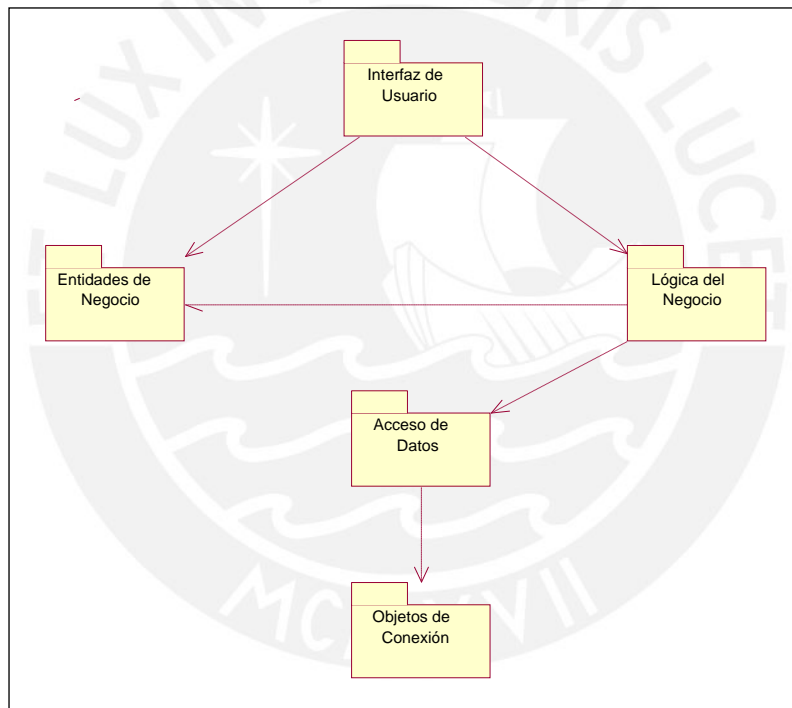 Interfaz de
Usuario
Entidades de
Negocio
Lógica del
Negocio
Acceso de
Datos
Objetos de
Conexión